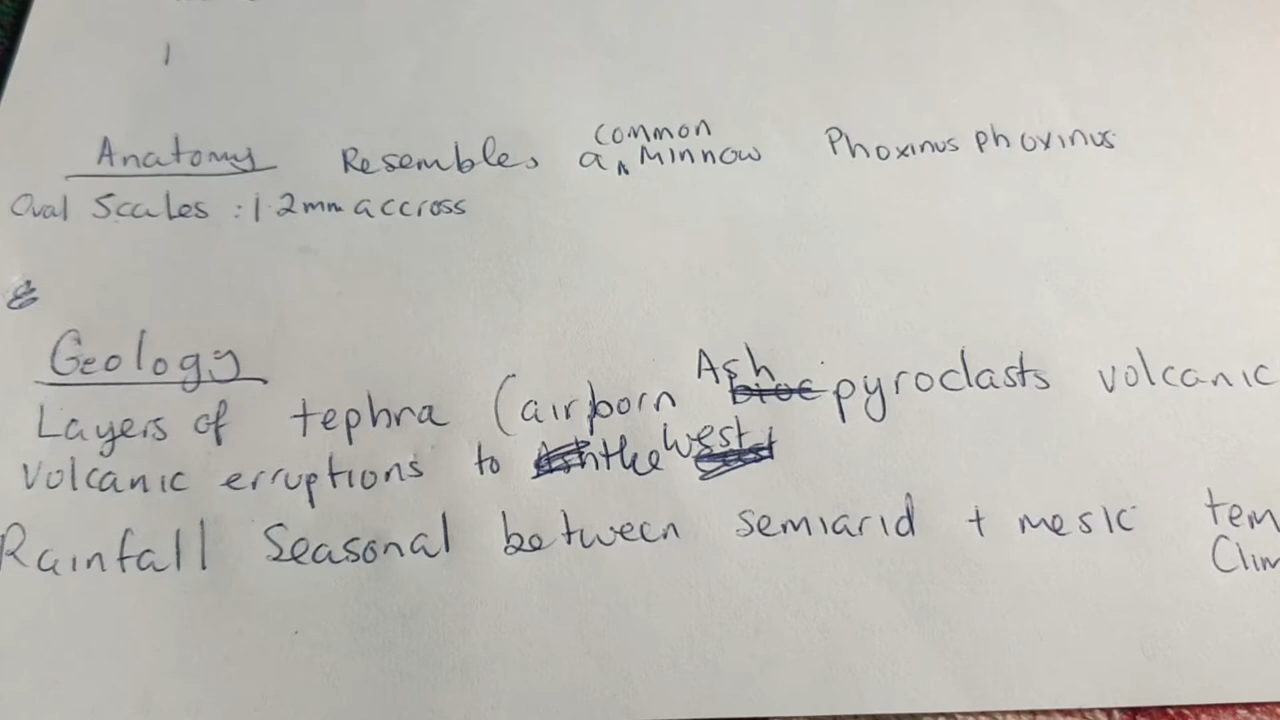 Anatomy Resembles a common Minnow Phoxinus phoxinus
Oval Scales : 1.2mm accross
Geology
Layers of tephra (airborn Ash pyroclasts volcanic
volcanic erruptions to the west
Rainfall Seasonal between semiarid + mesic tem
Clim